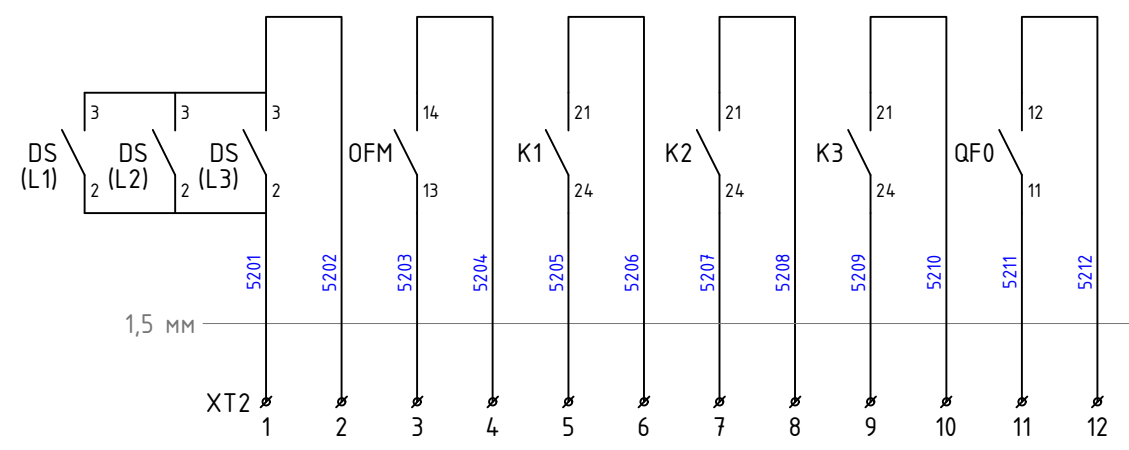 3 3 3 14 21 21 21 12
DS DS DS OFM K1 K2 K3 QF0
(L1) (L2) (L3)
2 2 2 13 24 24 24 11
5201 5202 5203 5204 5205 5206 5207 5208 5209 5210 5211 5212
1,5 мм
XT2
1 2 3 4 5 6 7 8 9 10 11 12